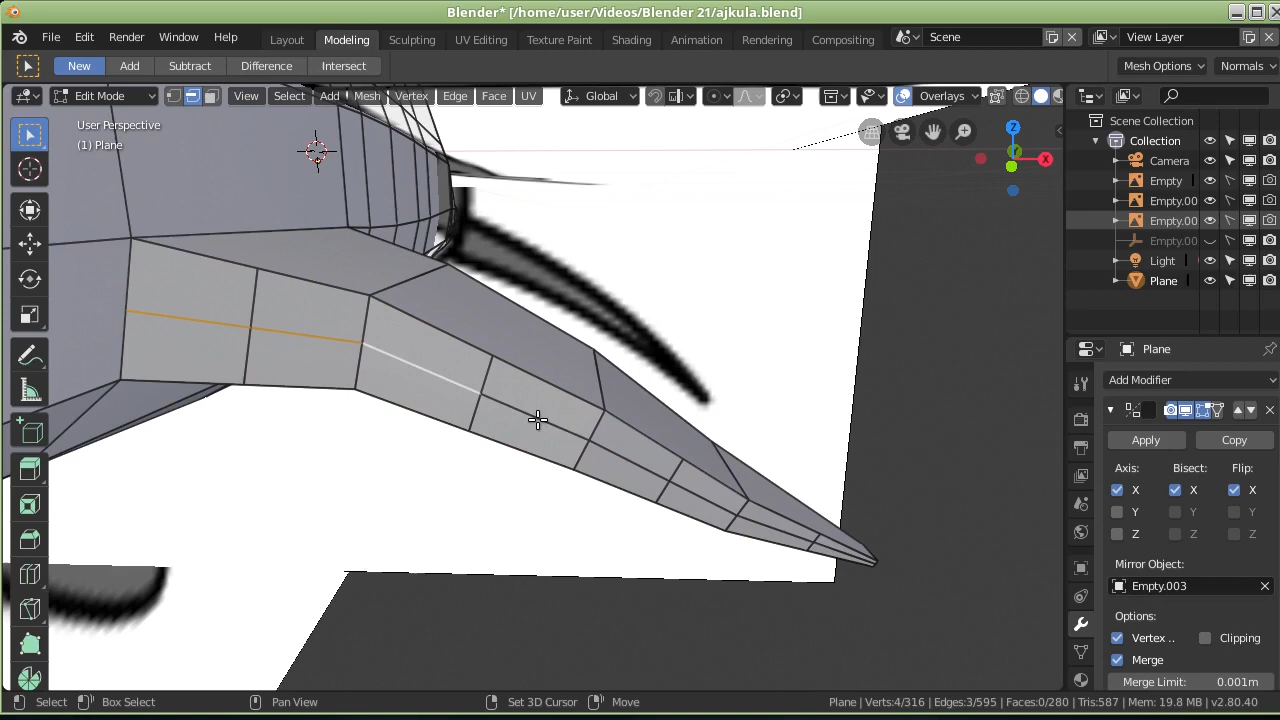 Blender* [/home/user/Videos/Blender 21/ajkula.blend]
File Edit Render Window Help Layout Modeling Sculpting UV Editing Texture Paint Shading Animation Rendering Compositing Scene View Layer
New Add Subtract Difference Intersect Mesh Options Normals
Edit Mode View Select Add Mesh Vertex Edge Face UV Global Overlays
User Perspective
(1) Plane
Z
X
Scene Collection
Collection
Camera
Empty
Empty.00
Empty.00
Empty.00
Light
Plane
Plane
Add Modifier
Apply Copy
Axis: Bisect: Flip:
X X X
Y Y Y
Z Z Z
Mirror Object:
Empty.003
Options:
Vertex .. Clipping
Merge
Merge Limit: 0.001m
Select Box Select Pan View Set 3D Cursor Move Plane | Verts:4/316 | Edges:3/595 | Faces:0/280 | Tris:587 | Mem: 19.8 MB | v2.80.40